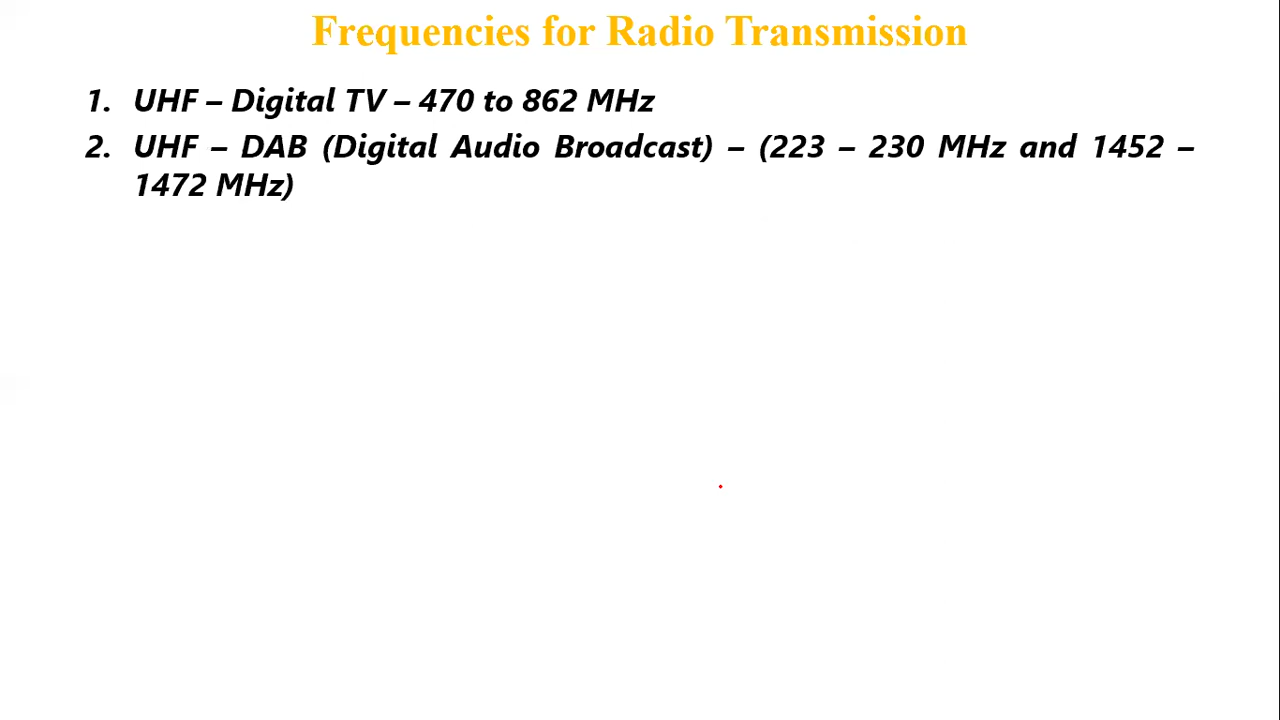 Frequencies for Radio Transmission
1. UHF – Digital TV – 470 to 862 MHz
2. UHF – DAB (Digital Audio Broadcast) – (223 – 230 MHz and 1452 –
1472 MHz)